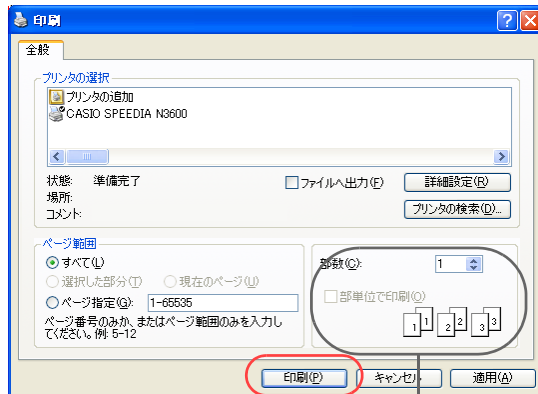 印刷
全般
プリンタの選択
プリンタの追加
CASIO SPEEDIA N3600
状態: 準備完了
ファイルへ出力(F)
詳細設定(R)
場所:
コメント:
プリンタの検索(D)...
ページ範囲
すべて(L)
選択した部分(T)
現在のページ(U)
ページ指定(G): 1-65535
ページ番号のみか、またはページ範囲のみを入力し
てください。例: 5-12
部数(C): 1
部単位で印刷(O)
1 1 2 2 3 3
印刷(P)
キャンセル
適用(A)